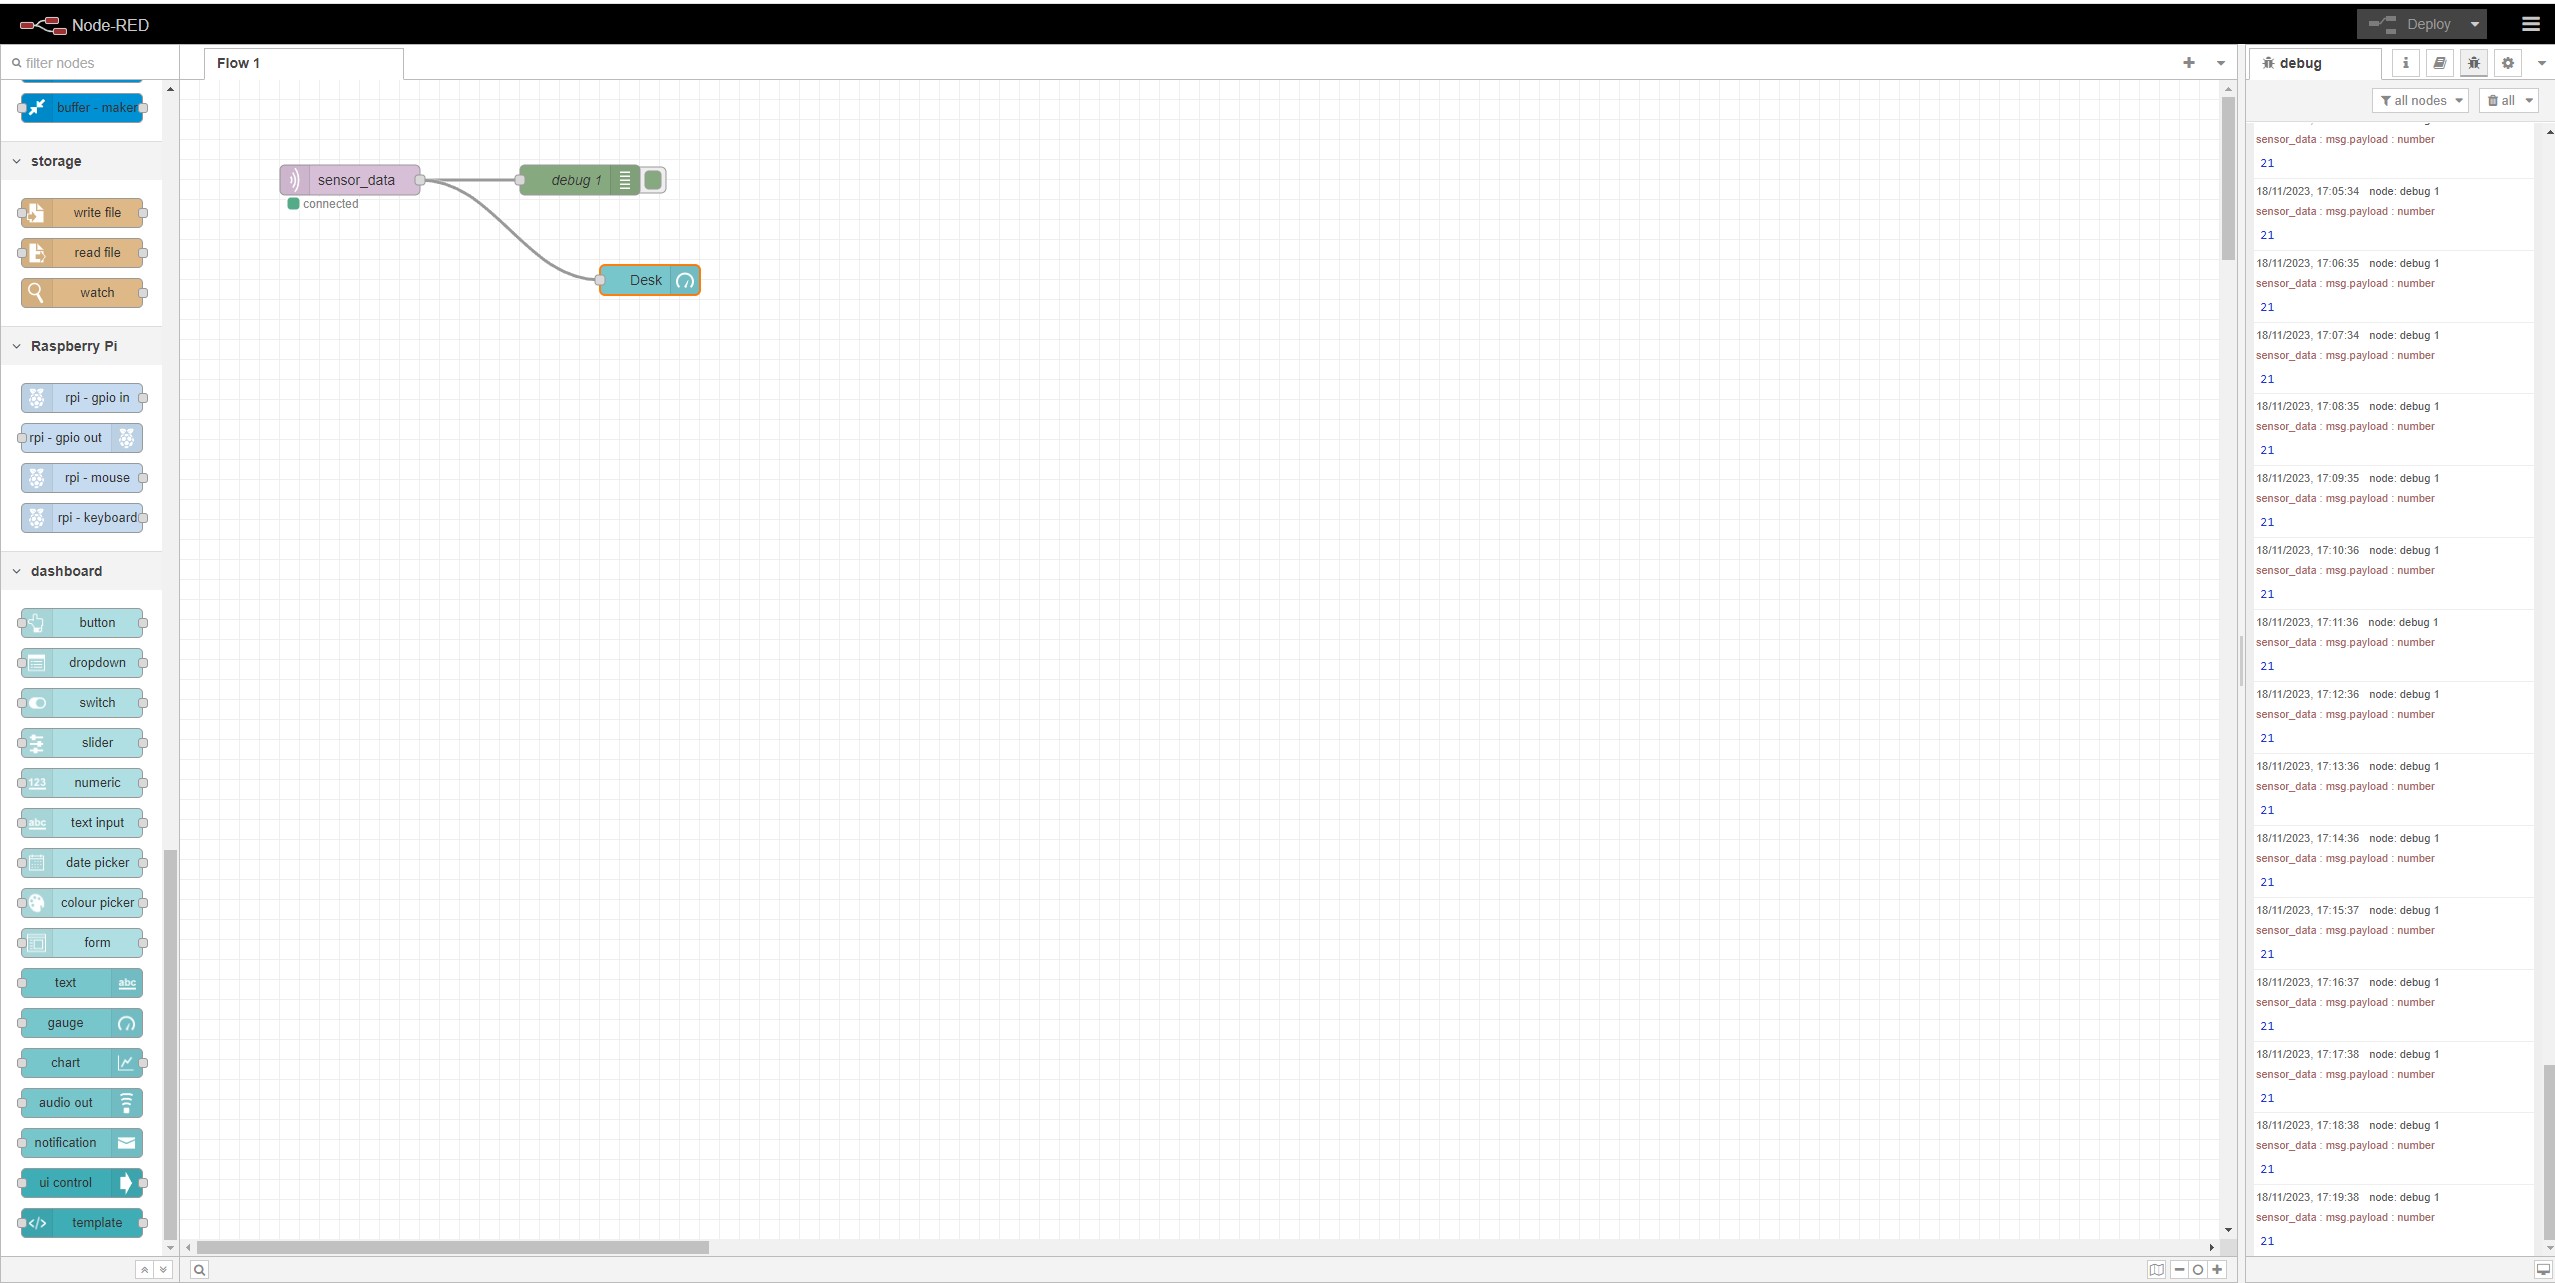 Node-RED
Deploy
filter nodes
buffer - maker
storage
write file
read file
watch
Raspberry Pi
rpi - gpio in
rpi - gpio out
rpi - mouse
rpi - keyboard
dashboard
button
dropdown
switch
slider
123 numeric
abc text input
date picker
colour picker
form
text abc
gauge
chart
audio out
notification
ui control
</> template
Flow 1
sensor_data
connected
debug 1
Desk
debug
i
all nodes
all
sensor_data : msg.payload : number
21
18/11/2023, 17:05:34 node: debug 1
sensor_data : msg.payload : number
21
18/11/2023, 17:06:35 node: debug 1
sensor_data : msg.payload : number
21
18/11/2023, 17:07:34 node: debug 1
sensor_data : msg.payload : number
21
18/11/2023, 17:08:35 node: debug 1
sensor_data : msg.payload : number
21
18/11/2023, 17:09:35 node: debug 1
sensor_data : msg.payload : number
21
18/11/2023, 17:10:36 node: debug 1
sensor_data : msg.payload : number
21
18/11/2023, 17:11:36 node: debug 1
sensor_data : msg.payload : number
21
18/11/2023, 17:12:36 node: debug 1
sensor_data : msg.payload : number
21
18/11/2023, 17:13:36 node: debug 1
sensor_data : msg.payload : number
21
18/11/2023, 17:14:36 node: debug 1
sensor_data : msg.payload : number
21
18/11/2023, 17:15:37 node: debug 1
sensor_data : msg.payload : number
21
18/11/2023, 17:16:37 node: debug 1
sensor_data : msg.payload : number
21
18/11/2023, 17:17:38 node: debug 1
sensor_data : msg.payload : number
21
18/11/2023, 17:18:38 node: debug 1
sensor_data : msg.payload : number
21
18/11/2023, 17:19:38 node: debug 1
sensor_data : msg.payload : number
21